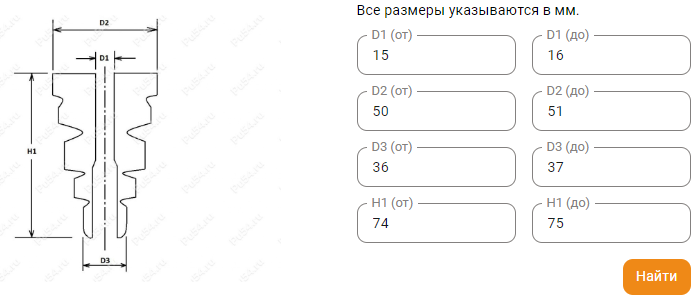 Все размеры указываются в мм.
D2
D1
H1
D3
D1 (от)
15
D1 (до)
16
D2 (от)
50
D2 (до)
51
D3 (от)
36
D3 (до)
37
H1 (от)
74
H1 (до)
75
Найти